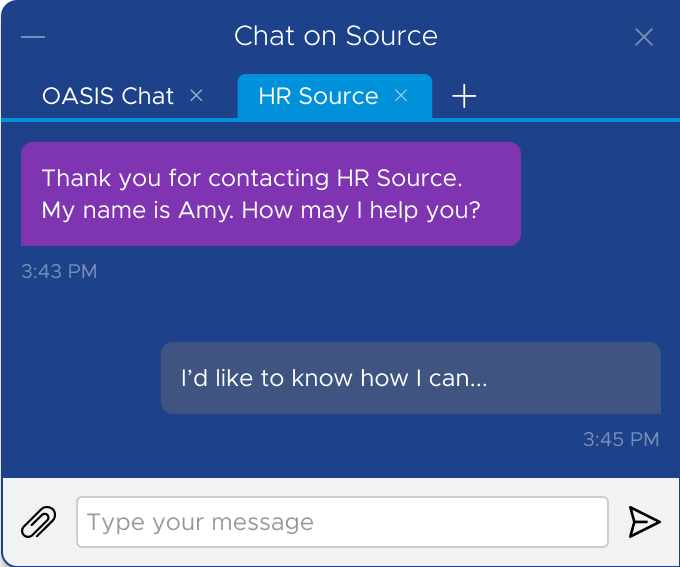 Chat on Source
OASIS Chat
HR Source
Thank you for contacting HR Source.
My name is Amy. How may I help you?
3:43 PM
I’d like to know how I can...
3:45 PM
Type your message